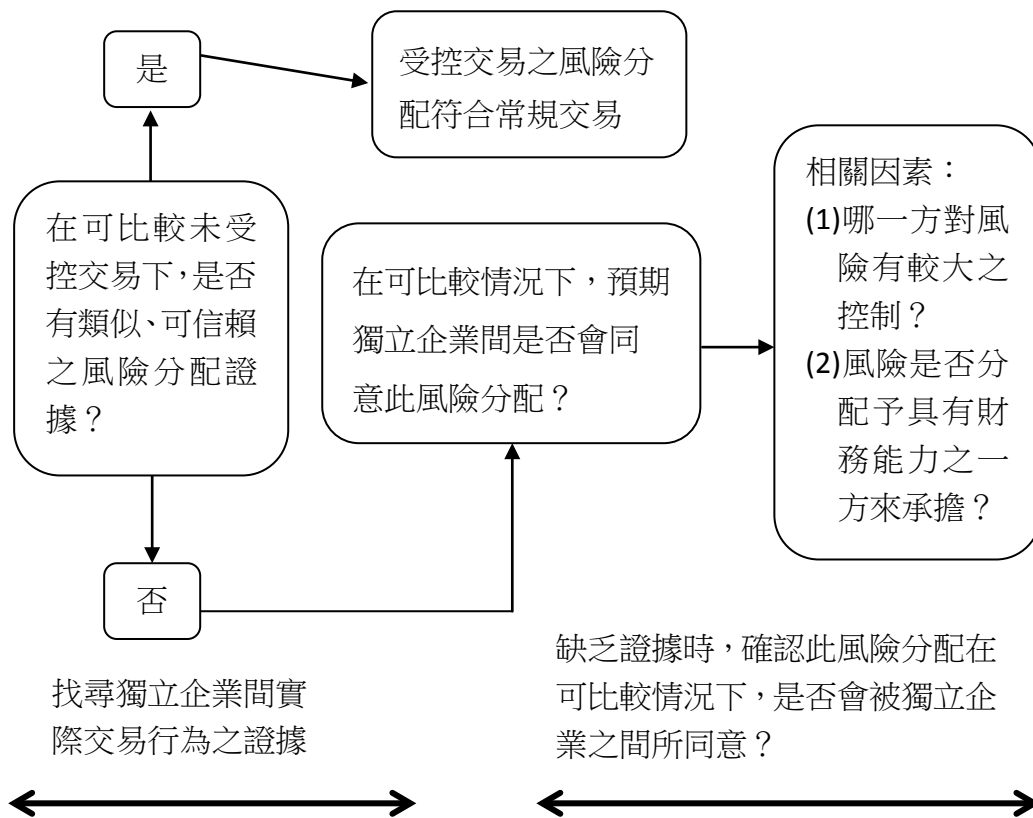 是
受控交易之風險分
配符合常規交易
在可比較未受
控交易下，是否
有類似、可信賴
之風險分配證
據？
在可比較情況下，預期
獨立企業間是否會同
意此風險分配？
相關因素：
(1)哪一方對風
險有較大之
控制？
(2)風險是否分
配予具有財
務能力之一
方來承擔？
否
找尋獨立企業間實
際交易行為之證據
缺乏證據時，確認此風險分配在
可比較情況下，是否會被獨立企
業之間所同意？